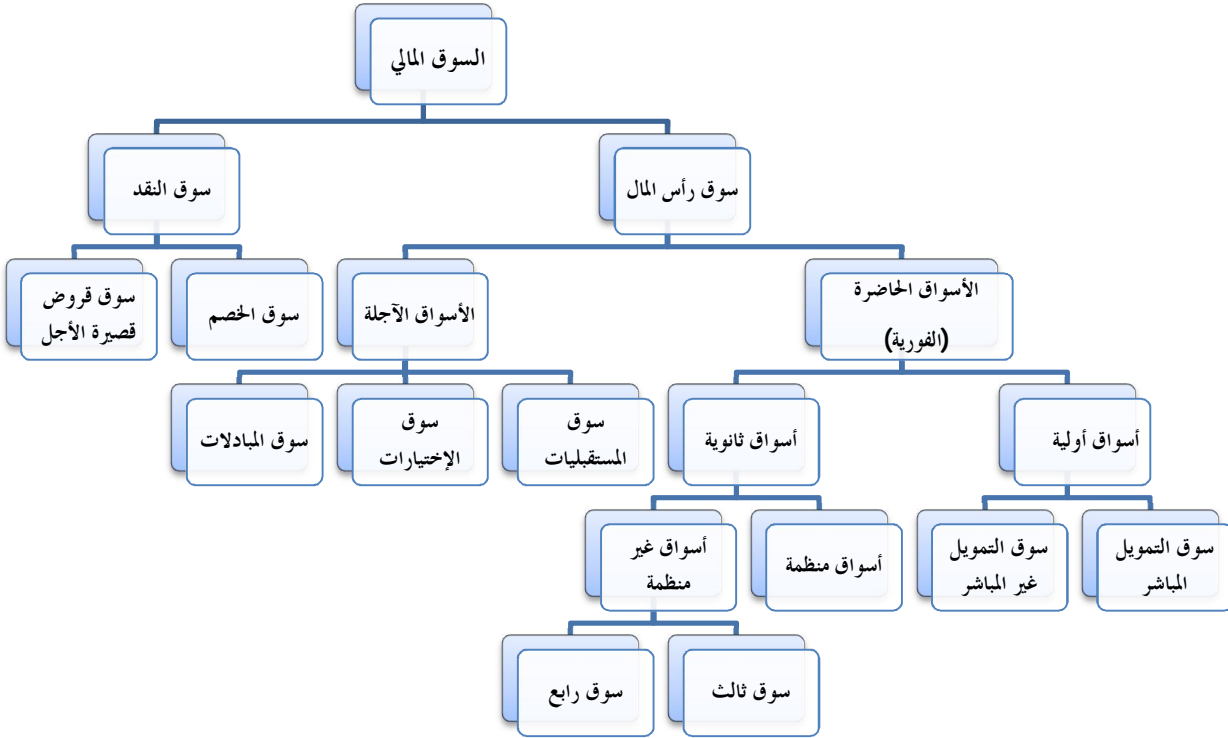 السوق المالي
سوق رأس المال
سوق النقد
الأسواق الحاضرة
(الفورية)
الأسواق الآجلة
سوق الخصم
سوق قروض
قصيرة الأجل
أسواق أولية
أسواق ثانوية
سوق
المستقبليات
سوق
الإختيارات
سوق المبادلات
سوق التمويل
المباشر
سوق التمويل
غير المباشر
أسواق منظمة
أسواق غير
منظمة
سوق ثالث
سوق رابع